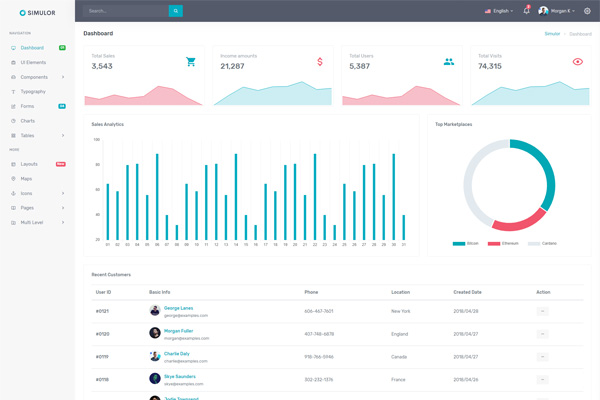 SIMULOR
Search...
English
Morgan K
NAVIGATION
Dashboard
UI Elements
Components
Typography
Forms
Charts
Tables
MORE
Layouts
New
Maps
Icons
Pages
Multi Level
Dashboard
Simulor
Dashboard
Total Sales
3,543
Income amounts
21,287
Total Users
5,387
Total Visits
74,315
Sales Analytics
100
80
60
40
20
01 02 03 04 05 06 07 08 09 10 11 12 13 14 15 16 17 18 19 20 21 22 23 24 25 26 27 28 29 30 31
Top Marketplaces
Bitcoin
Ethereum
Cardano
Recent Customers
User ID Basic Info Phone Location Created Date Action
#0121 George Lanes 606-467-7601 New York 2018/04/28
george@examples.com
#0120 Morgan Fuller 407-748-6878 England 2018/04/27
morgan@examples.com
#0119 Charlie Daly 918-766-5946 Canada 2018/04/27
charlie@examples.com
#0118 Skye Saunders 302-232-1376 France 2018/04/26
skye@examples.com
Jodie Townsend